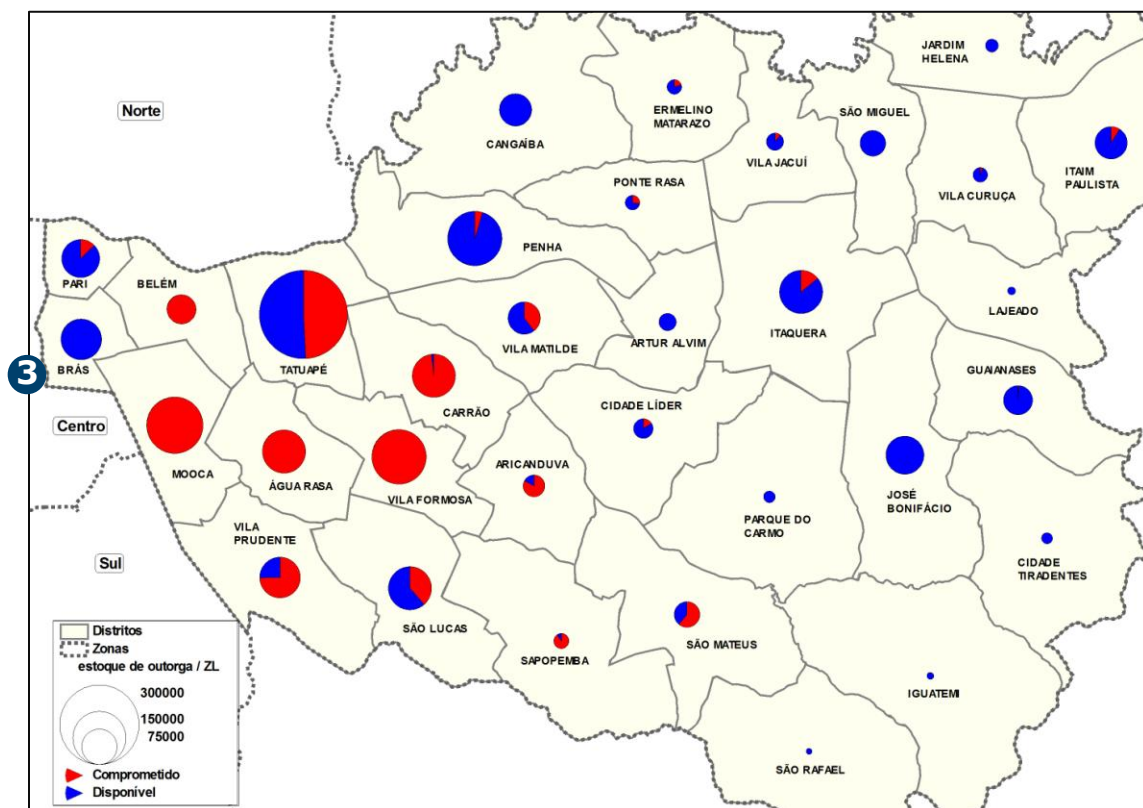 JARDIM
HELENA
Norte
ERMELINO
MATARAZO
SÃO MIGUEL
CANGAÍBA
VILA JACUÍ
ITAIM
PAULISTA
PONTE RASA
VILA CURUÇA
PENHA
PARI
BELÉM
LAJEADO
ITAQUERA
VILA MATILDE
ARTUR ALVIM
BRÁS
TATUAPÉ
3
GUAIANASES
CARRÃO
CIDADE LÍDER
Centro
ARICANDUVA
MOOCA
ÁGUA RASA
VILA FORMOSA
JOSÉ
BONIFÁCIO
PARQUE DO
CARMO
VILA
PRUDENTE
Sul
CIDADE
TIRADENTES
SÃO LUCAS
SÃO MATEUS
SAPOPEMBA
IGUATEMI
SÃO RAFAEL
Distritos
Zonas
estoque de outorga / ZL
300000
150000
75000
Comprometido
Disponível